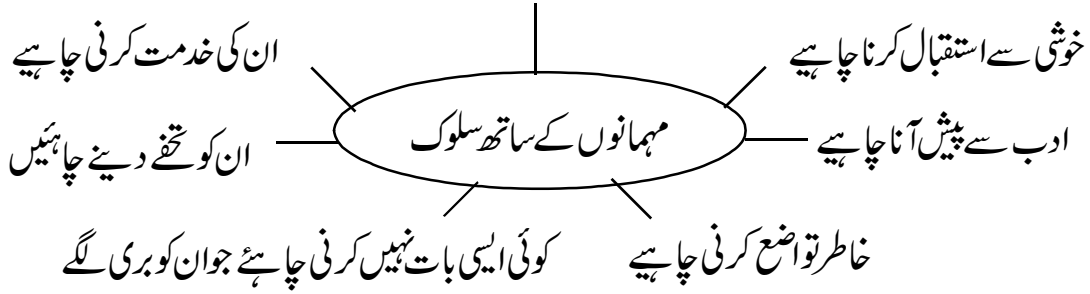 خوشی سے استقبال کرنا چاہیے
ان کی خدمت کرنی چاہیے
مہمانوں کے ساتھ سلوک
ادب سے پیش آنا چاہیے
ان کو تحفے دینے چاہئیں
خاطر تواضع کرنی چاہیے
کوئی ایسی بات نہیں کرنی چاہئے جو ان کو بری لگے